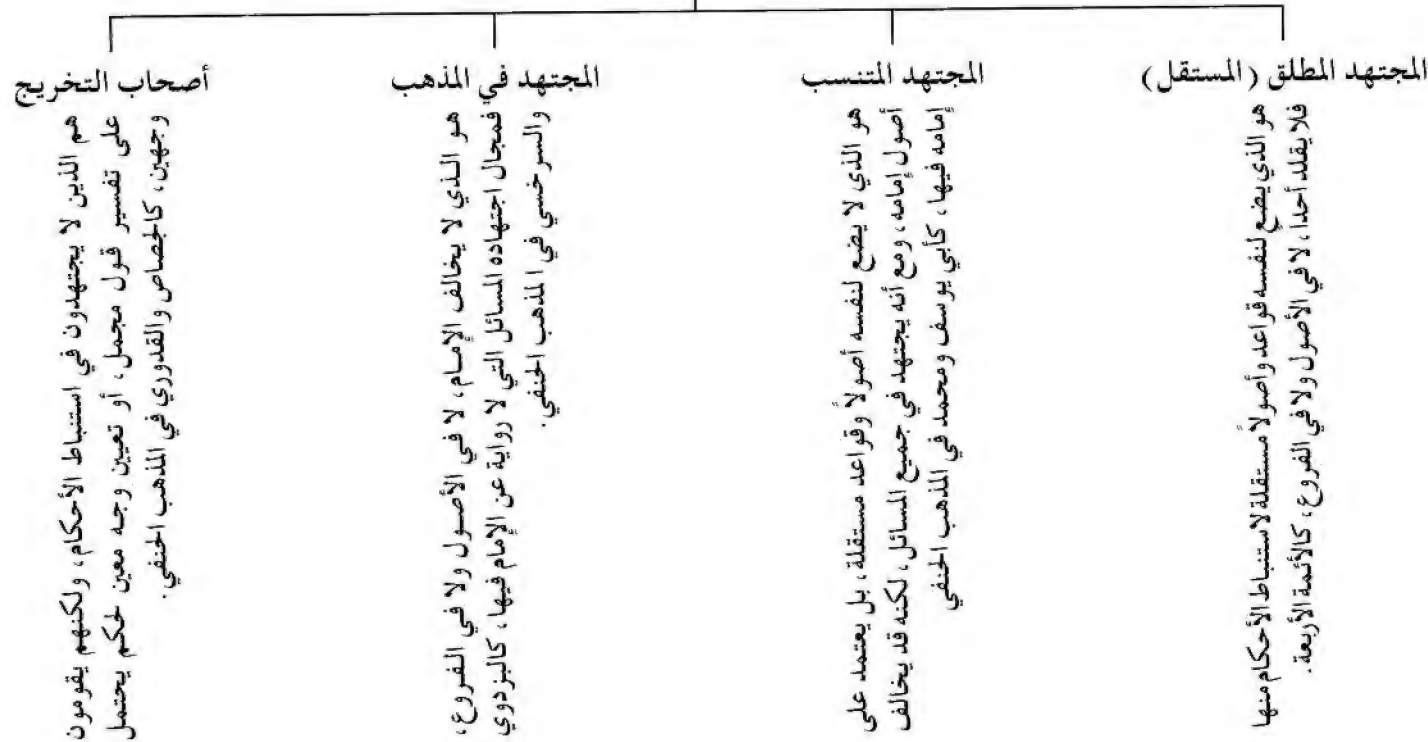 المجتهد المطلق (المستقل)
هو الذي يضع لنفسه قواعد وأصولاً مستقلة لاستنباط الأحكام منها
فلا يقلد أحداً، لا في الأصول ولا في الفروع، كالأئمة الأربعة.
المجتهد المتنسب
هو الذي لا يضع لنفسه أصولاً وقواعد مستقلة، بل يعتمد على
أصول إمامه، ومع أنه يجتهد في جميع المسائل، لكنه قد يخالف
إمامه فيها، كأبي يوسف ومحمد في المذهب الحنفي
المجتهد في المذهب
هو الذي لا يخالف الإمام، لا في الأصول ولا في الفروع،
فمجال اجتهاده المسائل التي لا رواية عن الإمام فيها، كالبزدوي
والسرخسي في المذهب الحنفي.
أصحاب التخريج
هم الذين لا يجتهدون في استنباط الأحكام، ولكنهم يقومون
على تفسير قول مجمل، أو تعيين وجه معين لحكم يحتمل
وجهين، كالجصاص والقدوري في المذهب الحنفي.